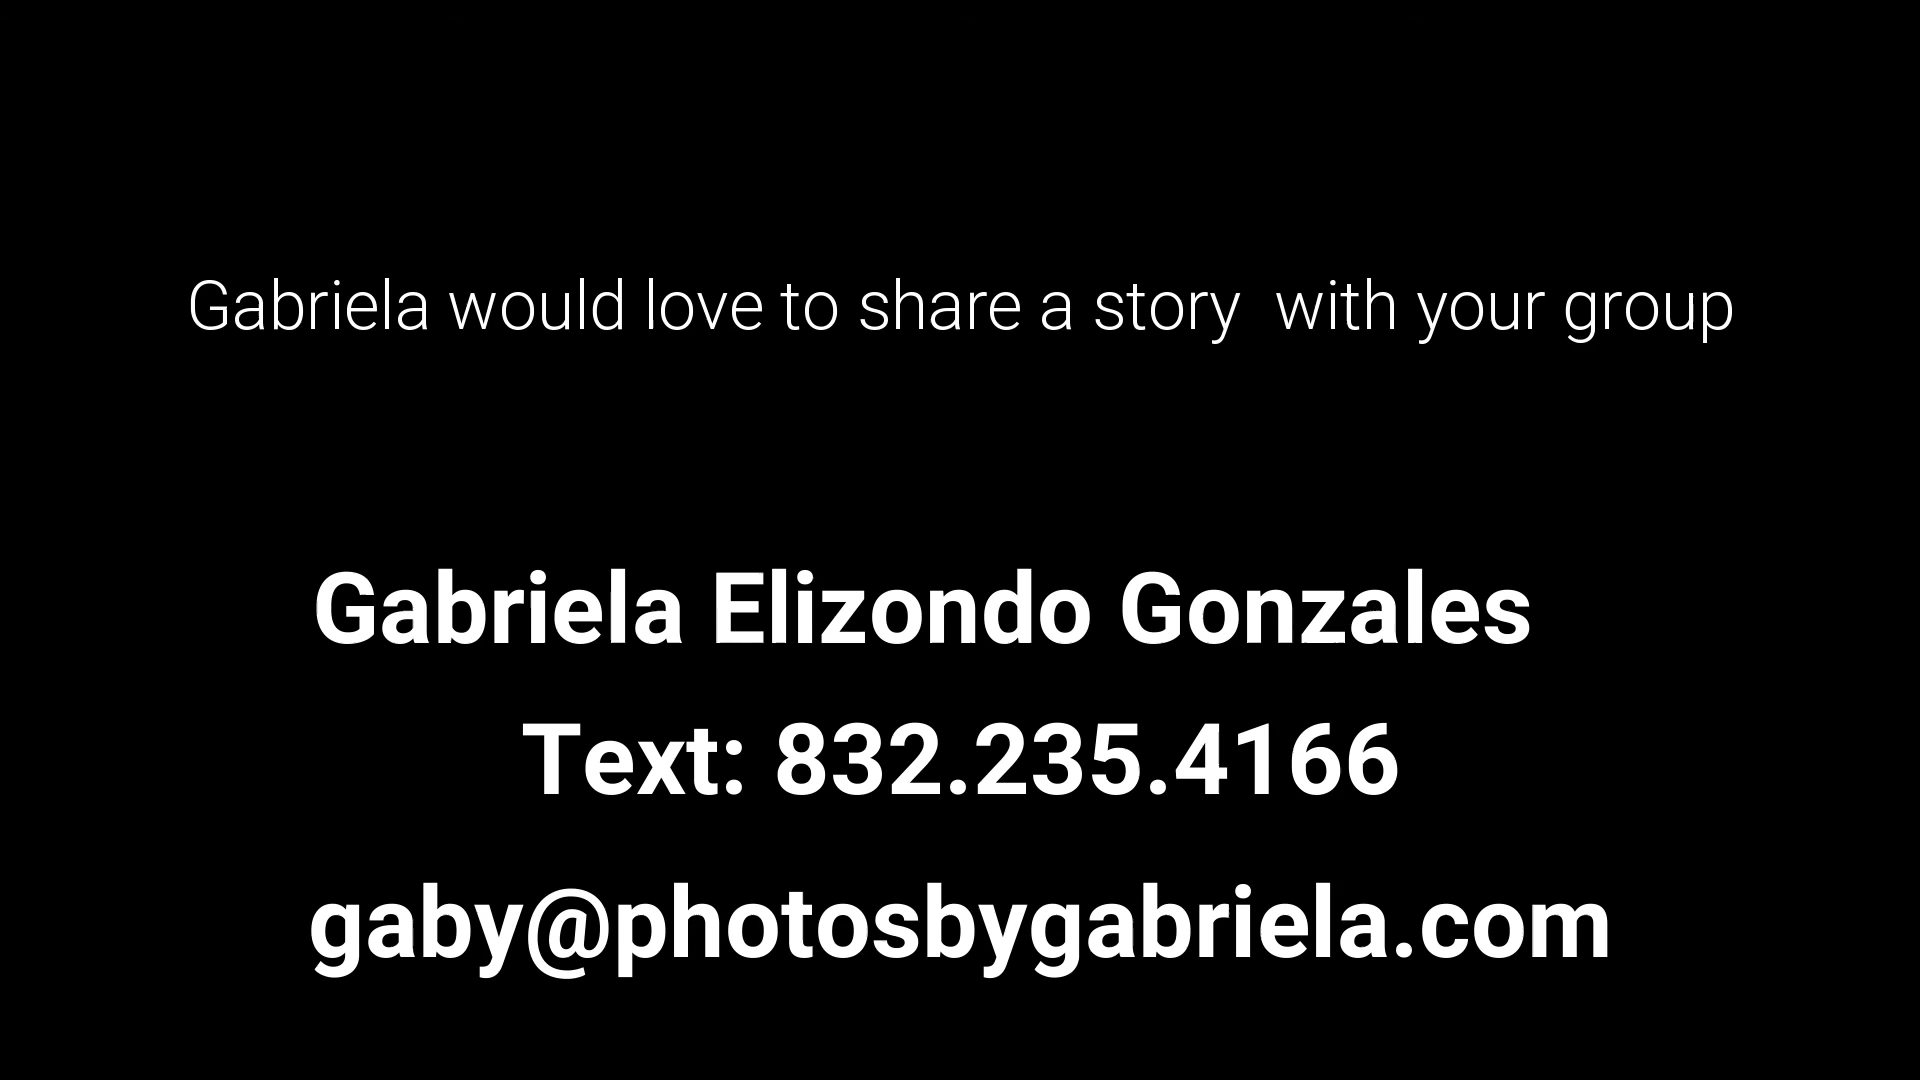 Gabriela would love to share a story  with your group
Gabriela Elizondo Gonzales
Text: 832.235.4166
gaby@photosbygabriela.com